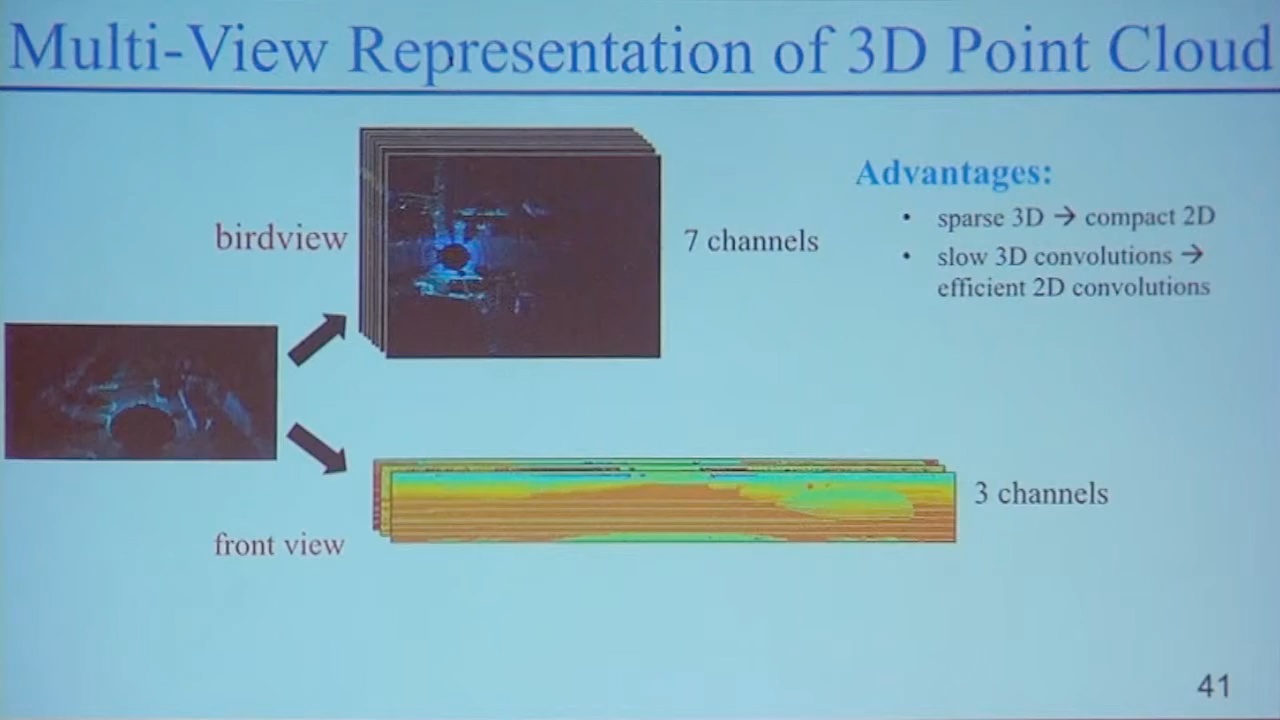 Multi-View Representation of 3D Point Cloud
birdview
7 channels
Advantages:
• sparse 3D → compact 2D
• slow 3D convolutions →
efficient 2D convolutions
3 channels
front view
41